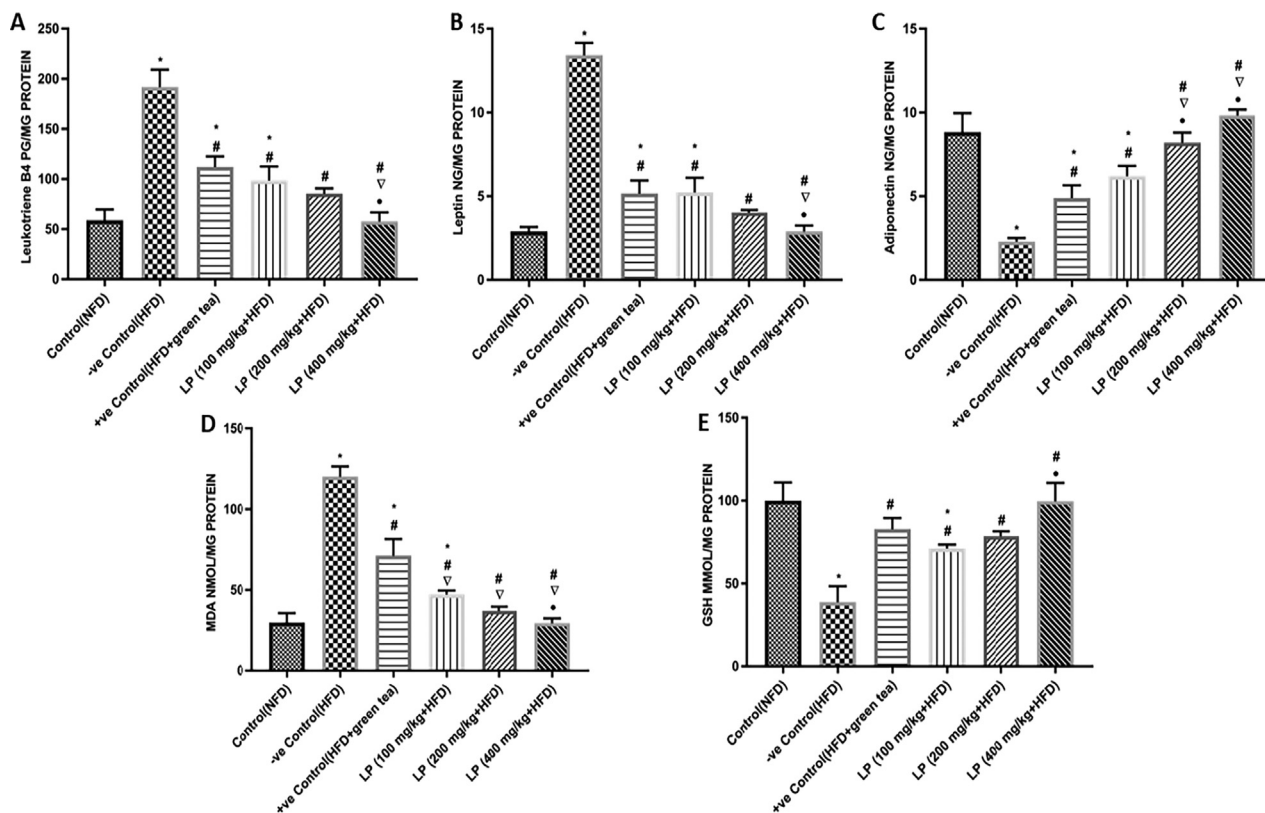 A
Leukotriene B4 PG/MG PROTEIN
250
200
150
100
50
0
*
*
#
*
#
#
#
▽
•
Control(NFD)
-ve Control(HFD)
+ve Control(HFD+green tea)
LP (100 mg/kg+HFD)
LP (200 mg/kg+HFD)
LP (400 mg/kg+HFD)
B
Leptin NG/MG PROTEIN
15
10
5
0
*
*
#
*
#
#
#
▽
•
Control(NFD)
-ve Control(HFD)
+ve Control(HFD+green tea)
LP (100 mg/kg+HFD)
LP (200 mg/kg+HFD)
LP (400 mg/kg+HFD)
C
Adiponectin NG/MG PROTEIN
15
10
5
0
*
*
#
*
#
#
▽
•
#
▽
•
Control(NFD)
-ve Control(HFD)
+ve Control(HFD+green tea)
LP (100 mg/kg+HFD)
LP (200 mg/kg+HFD)
LP (400 mg/kg+HFD)
D
MDA NMOL/MG PROTEIN
150
100
50
0
*
*
#
*
#
▽
#
▽
#
▽
•
Control(NFD)
-ve Control(HFD)
+ve Control(HFD+green tea)
LP (100 mg/kg+HFD)
LP (200 mg/kg+HFD)
LP (400 mg/kg+HFD)
E
GSH MMOL/MG PROTEIN
150
100
50
0
*
#
*
#
#
#
•
Control(NFD)
-ve Control(HFD)
+ve Control(HFD+green tea)
LP (100 mg/kg+HFD)
LP (200 mg/kg+HFD)
LP (400 mg/kg+HFD)